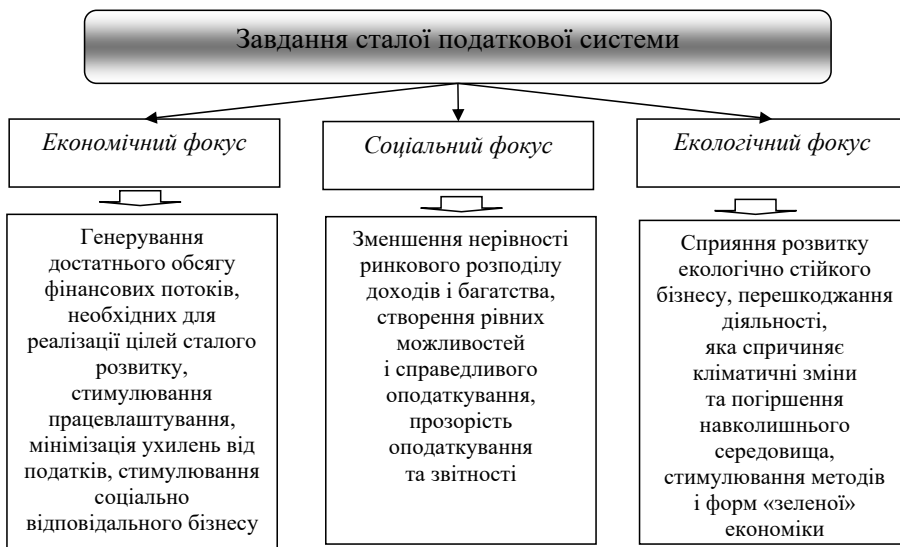 Завдання сталої податкової системи
Економічний фокус
Соціальний фокус
Екологічний фокус
Генерування
достатнього обсягу
фінансових потоків,
необхідних для
реалізації цілей сталого
розвитку,
стимулювання
працевлаштування,
мінімізація ухилень від
податків, стимулювання
соціально
відповідального бізнесу
Зменшення нерівності
ринкового розподілу
доходів і багатства,
створення рівних
можливостей
і справедливого
оподаткування,
прозорість
оподаткування
та звітності
Сприяння розвитку
екологічно стійкого
бізнесу, перешкоджання
діяльності,
яка спричиняє
кліматичні зміни
та погіршення
навколишнього
середовища,
стимулювання методів
і форм «зеленої»
економіки